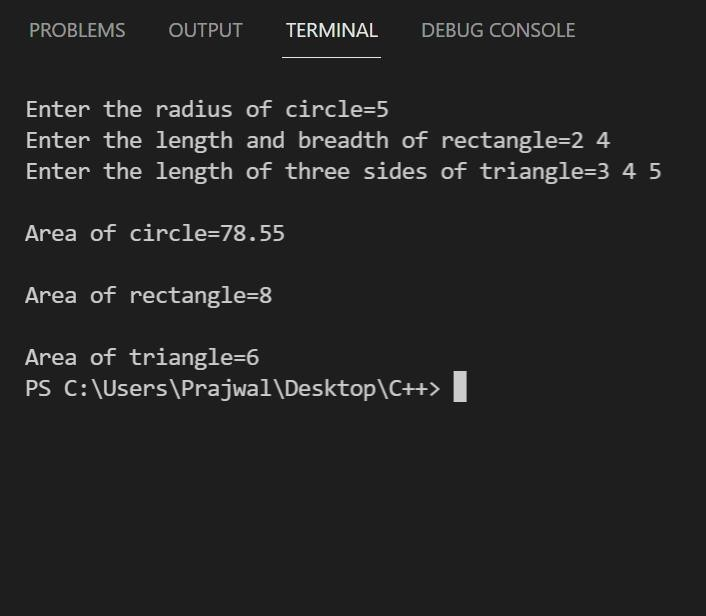 PROBLEMS OUTPUT TERMINAL DEBUG CONSOLE
Enter the radius of circle=5
Enter the length and breadth of rectangle=2 4
Enter the length of three sides of triangle=3 4 5
Area of circle=78.55
Area of rectangle=8
Area of triangle=6
PS C:\Users\Prajwal\Desktop\C++>